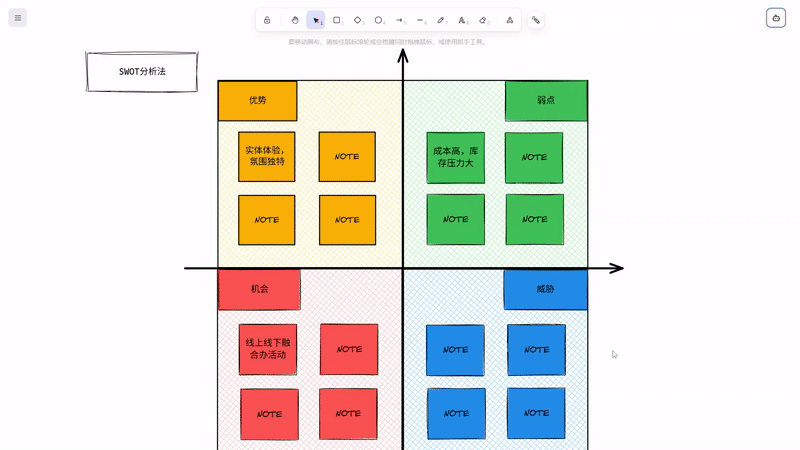 要移动画布，请按住鼠标滚轮或空格键同时拖拽鼠标，或使用抓手工具。
SWOT分析法
优势
弱点
实体体验，
氛围独特
NOTE
成本高，库
存压力大
NOTE
NOTE
NOTE
NOTE
NOTE
机会
威胁
线上线下融
合办活动
NOTE
NOTE
NOTE
NOTE
NOTE
NOTE
NOTE